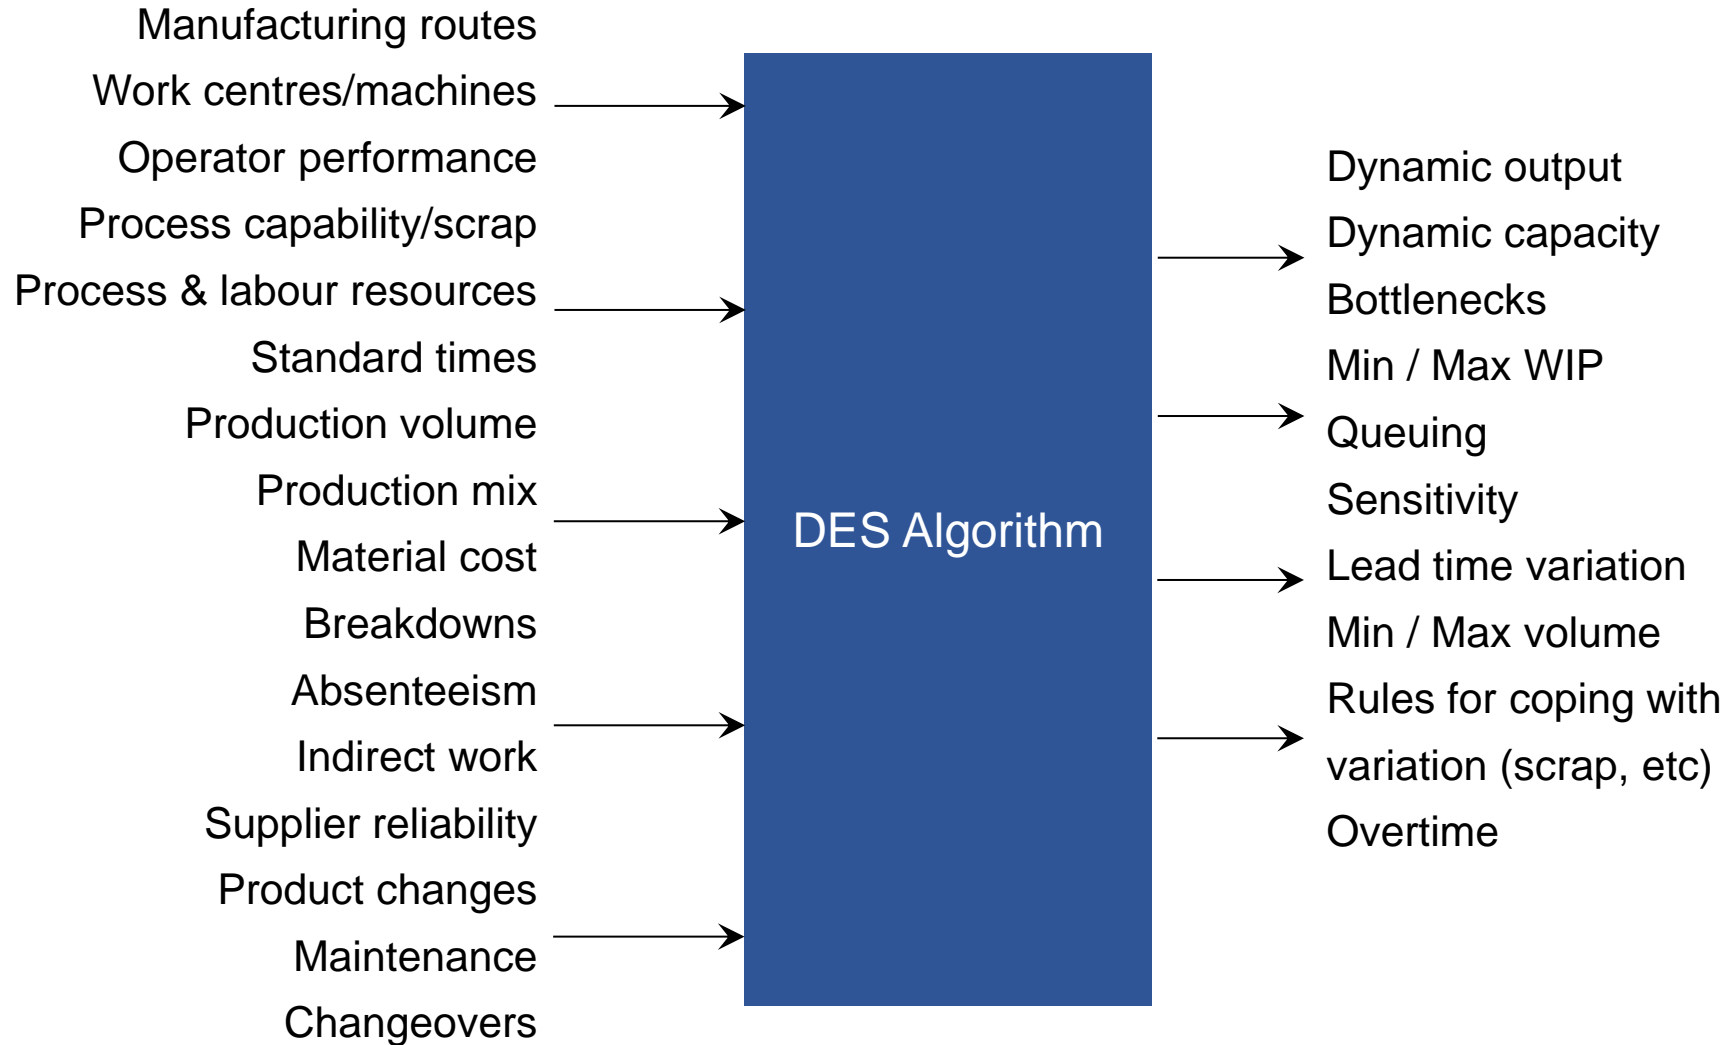 Manufacturing routes
Work centres/machines
Operator performance
Process capability/scrap
Process & labour resources
Standard times
Production volume
Production mix
Material cost
Breakdowns
Absenteeism
Indirect work
Supplier reliability
Product changes
Maintenance
Changeovers
DES Algorithm
Dynamic output
Dynamic capacity
Bottlenecks
Min / Max WIP
Queuing
Sensitivity
Lead time variation
Min / Max volume
Rules for coping with
variation (scrap, etc)
Overtime